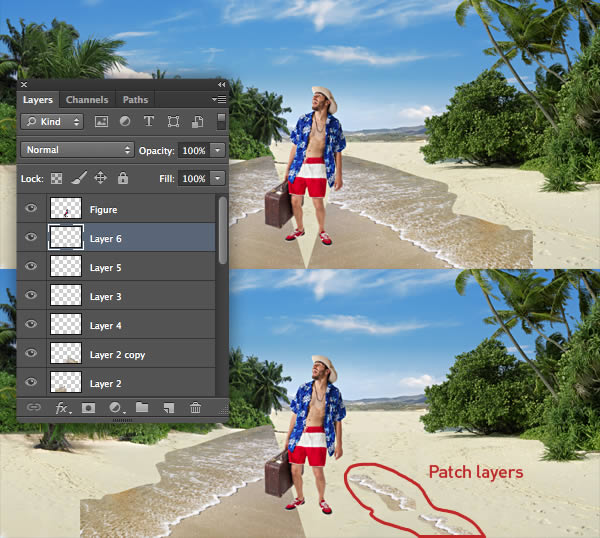 Layers Channels Paths
Kind
Normal Opacity: 100%
Lock: Fill: 100%
Figure
Layer 6
Layer 5
Layer 3
Layer 4
Layer 2 copy
Layer 2
fx
Patch layers